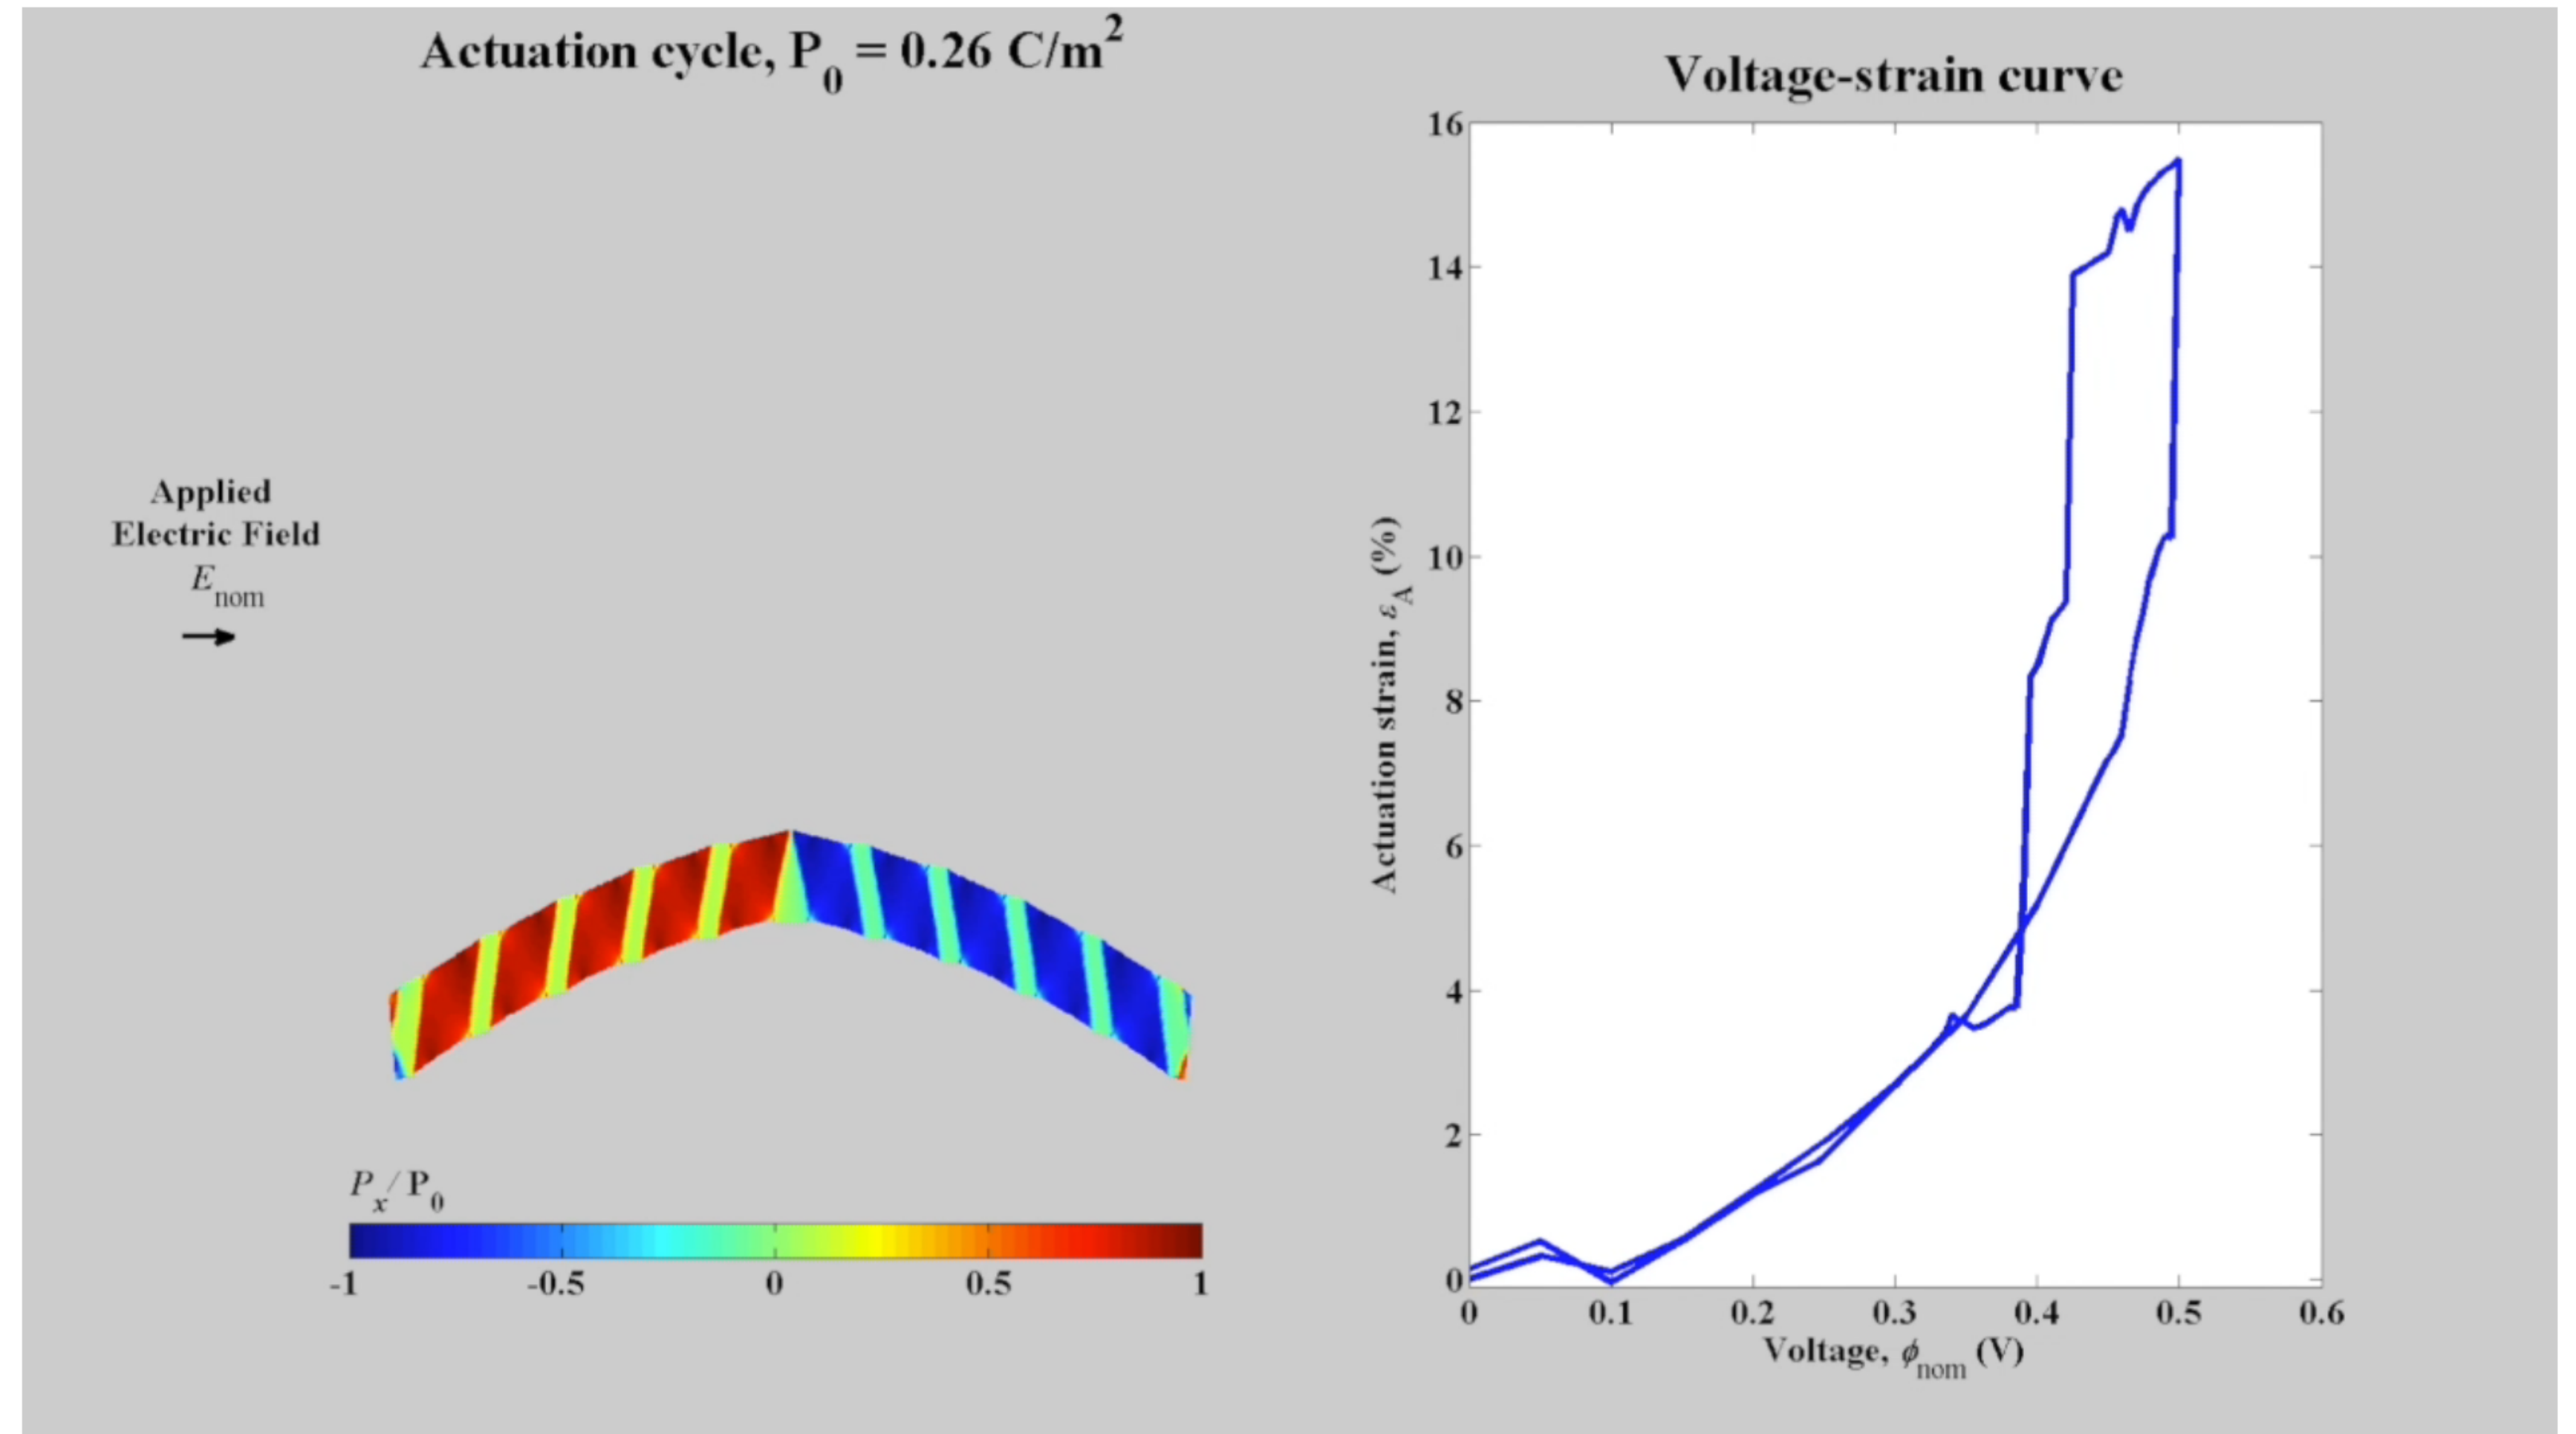 Actuation cycle, P0 = 0.26 C/m2
Applied
Electric Field
Enom
Px/P0
-1 -0.5 0 0.5 1
Voltage-strain curve
Actuation strain, εA (%)
16
14
12
10
8
6
4
2
0
0 0.1 0.2 0.3 0.4 0.5 0.6
Voltage, ϕnom (V)